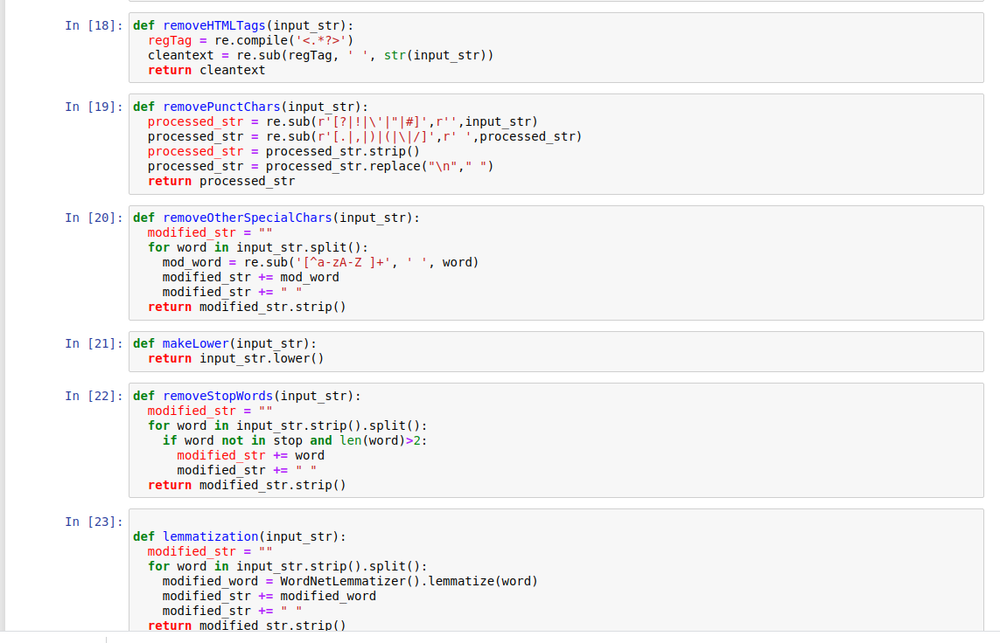 In [18]: def removeHTMLTags(input_str):
  regTag = re.compile('<.*?>')
  cleantext = re.sub(regTag, ' ', str(input_str))
  return cleantext
In [19]: def removePunctChars(input_str):
  processed_str = re.sub(r'[?|!|\'|"|#]',r'',input_str)
  processed_str = re.sub(r'[.|,|)|(|\|/]',r' ',processed_str)
  processed_str = processed_str.strip()
  processed_str = processed_str.replace("\n"," ")
  return processed_str
In [20]: def removeOtherSpecialChars(input_str):
  modified_str = ""
  for word in input_str.split():
    mod_word = re.sub('[^a-zA-Z ]+', ' ', word)
    modified_str += mod_word
    modified_str += " "
  return modified_str.strip()
In [21]: def makeLower(input_str):
  return input_str.lower()
In [22]: def removeStopWords(input_str):
  modified_str = ""
  for word in input_str.strip().split():
    if word not in stop and len(word)>2:
      modified_str += word
      modified_str += " "
  return modified_str.strip()
In [23]:
def lemmatization(input_str):
  modified_str = ""
  for word in input_str.strip().split():
    modified_word = WordNetLemmatizer().lemmatize(word)
    modified_str += modified_word
    modified_str += " "
  return modified_str.strip()